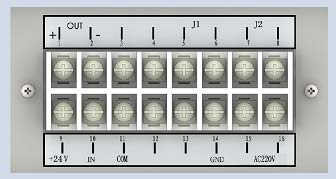 OUT J1 J2
+ -
1 2 3 4 5 6 7 8
9 10 11 12 13 14 15 16
+24V IN COM GND AC220V